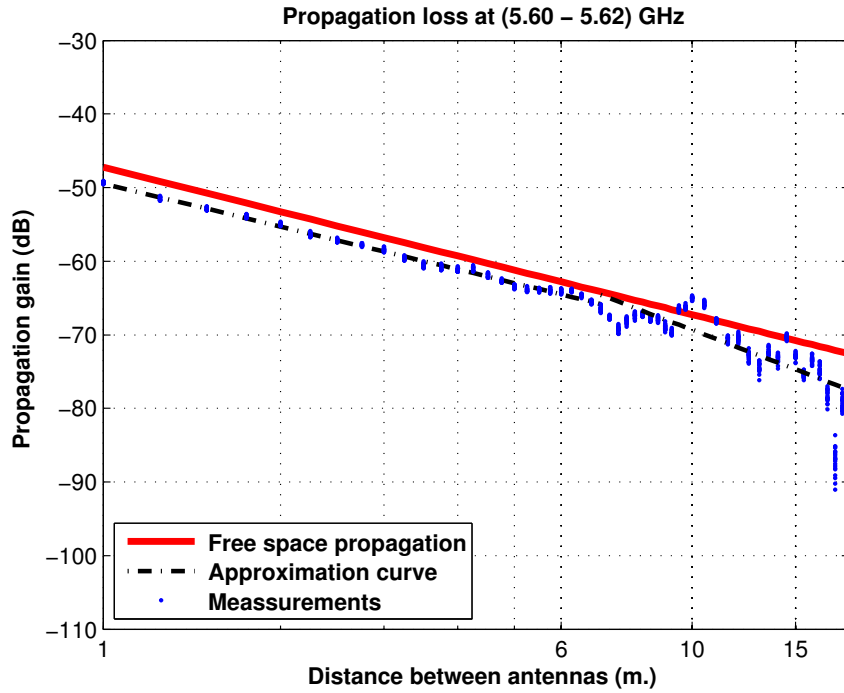 Propagation loss at (5.60 − 5.62) GHz
Propagation gain (dB)
−30
−40
−50
−60
−70
−80
−90
−100
−110
Free space propagation
Approximation curve
Meassurements
1
6
10
15
Distance between antennas (m.)